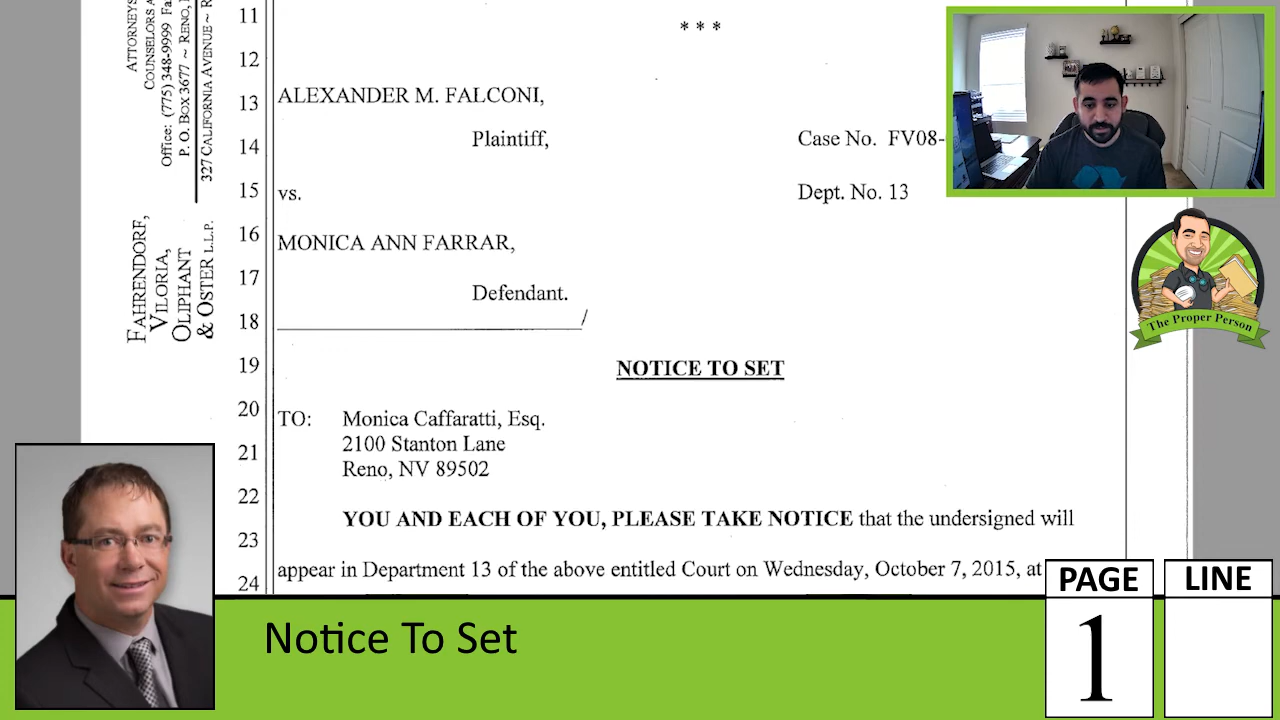 ATTORNEYS
COUNSELORS A
Office: (775) 348-9999 Fa
P. O. Box 3677 ~ RENO,
327 CALIFORNIA AVENUE ~ R
FAHRENDORF,
VILORIA,
OLIPHANT
& OSTER L.L.P.
11
* * *
12
13 ALEXANDER M. FALCONI,
14 Plaintiff, Case No. FV08-
15 vs. Dept. No. 13
16 MONICA ANN FARRAR,
17 Defendant.
18 /
19 NOTICE TO SET
20 TO: Monica Caffaratti, Esq.
2100 Stanton Lane
21 Reno, NV 89502
22
YOU AND EACH OF YOU, PLEASE TAKE NOTICE that the undersigned will
23
24 appear in Department 13 of the above entitled Court on Wednesday, October 7, 2015, at
The Proper Person
Notice To Set
PAGE
1
LINE